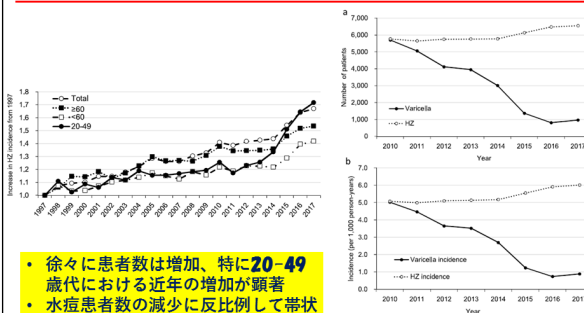 Increase in HZ incidence from 1997
1.8
1.7
1.6
1.5
1.4
1.3
1.2
1.1
1.0
Total
≥60
<60
20-49
1997
1998
1999
2000
2001
2002
2003
2004
2005
2006
2007
2008
2009
2010
2011
2012
2013
2014
2015
2016
2017
• 徐々に患者数は増加、特に20-49
歳代における近年の増加が顕著
• 水痘患者数の減少に反比例して帯状
a
Number of patients
7,000
6,000
5,000
4,000
3,000
2,000
1,000
0
Varicella
HZ
2010 2011 2012 2013 2014 2015 2016 2017
Year
b
Incidence (per 1,000 person-years)
7.0
6.0
5.0
4.0
3.0
2.0
1.0
0.0
Varicella incidence
HZ incidence
2010 2011 2012 2013 2014 2015 2016 2017
Year